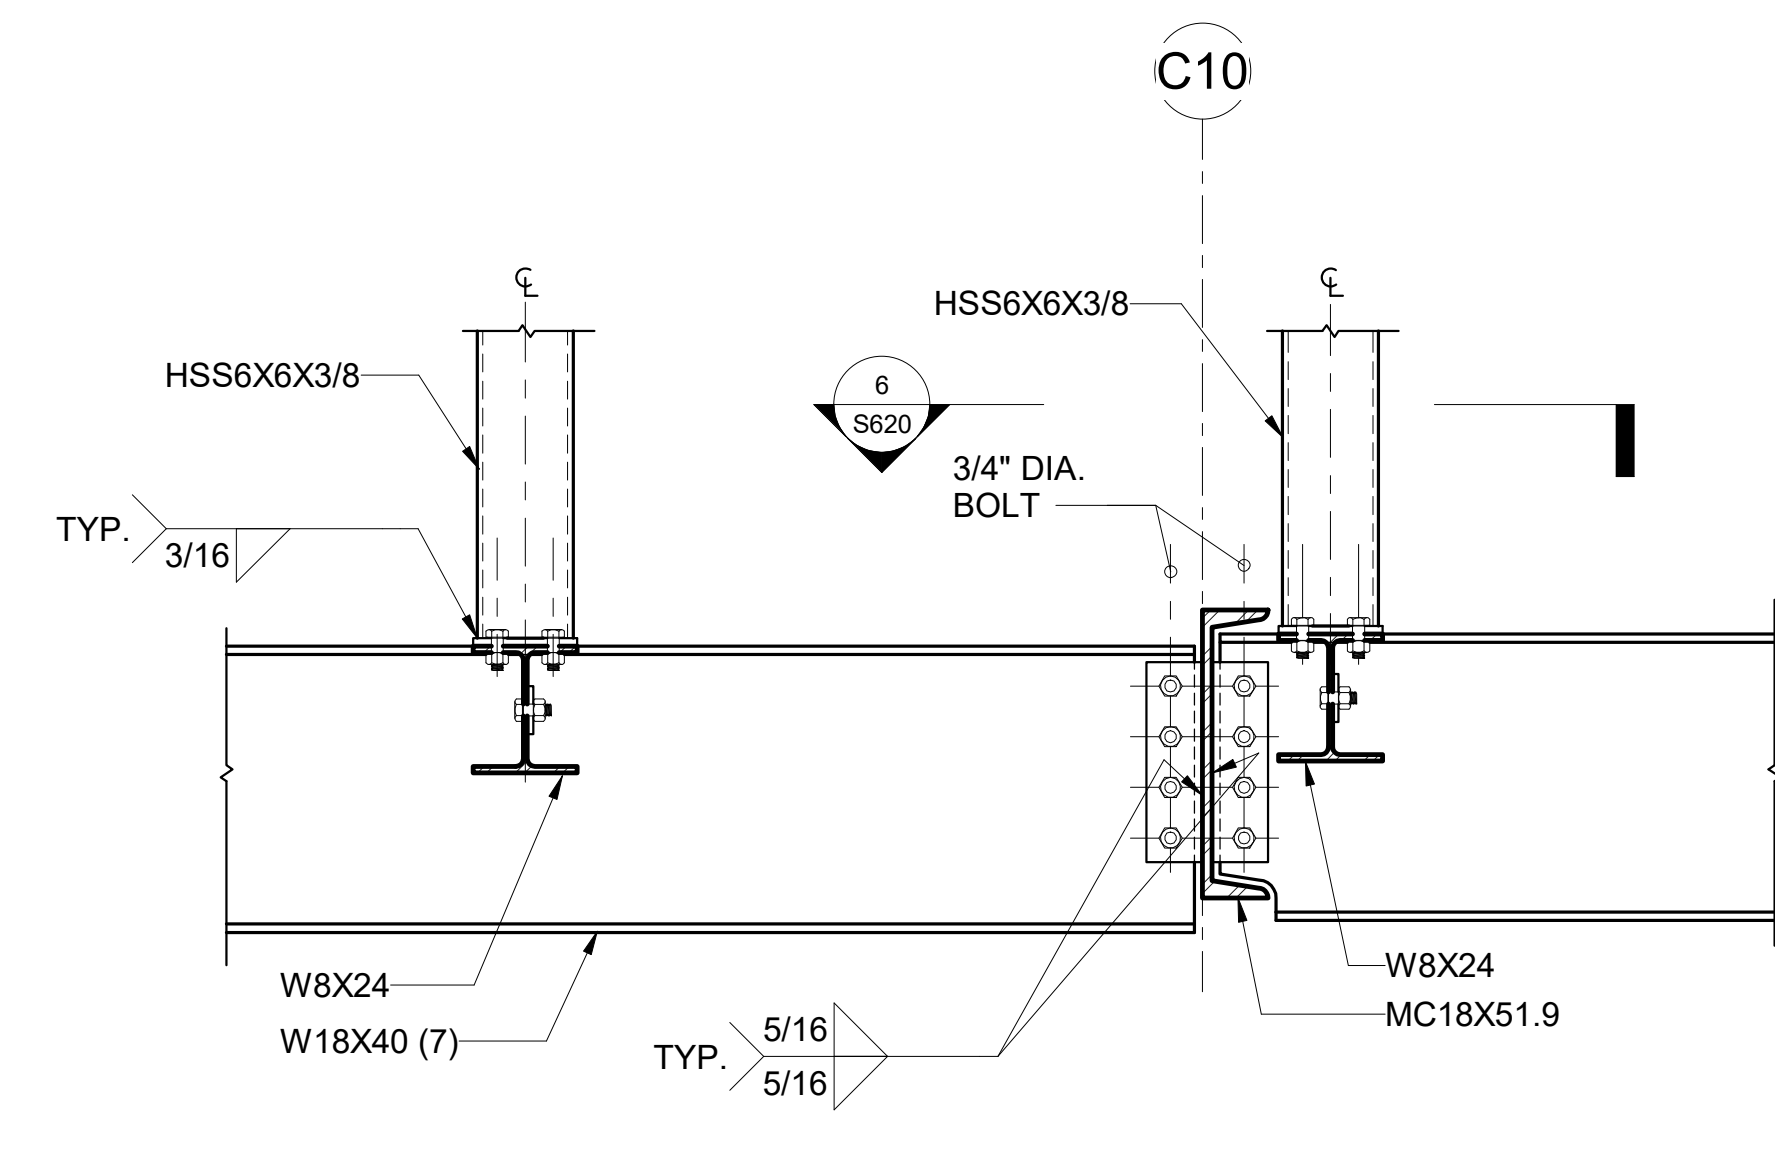 C10
℄
℄
HSS6X6X3/8
HSS6X6X3/8
6
S620
3/4" DIA.
BOLT
TYP.
3/16
W8X24
W8X24
MC18X51.9
W18X40 (7)
5/16
TYP.
5/16